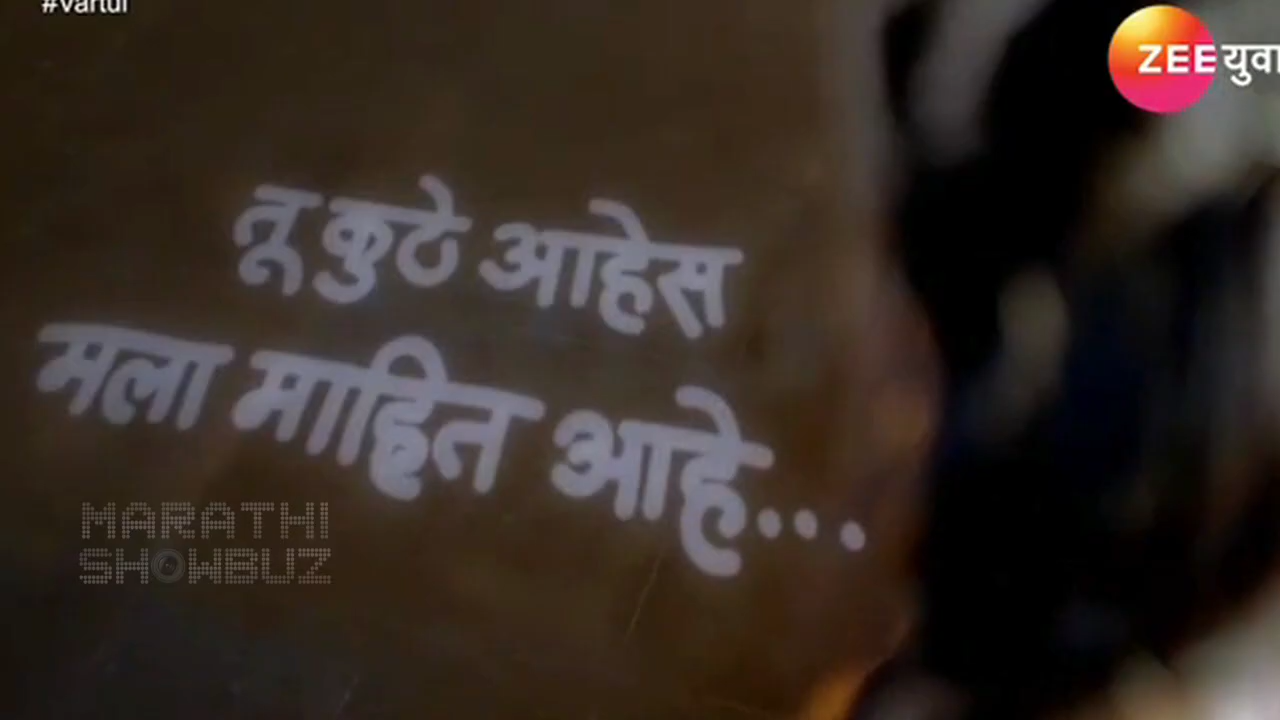 #vartul
ZEE युवा
तू कुठे आहेस
मला माहित आहे...
MARATHI
SHOWBUZ